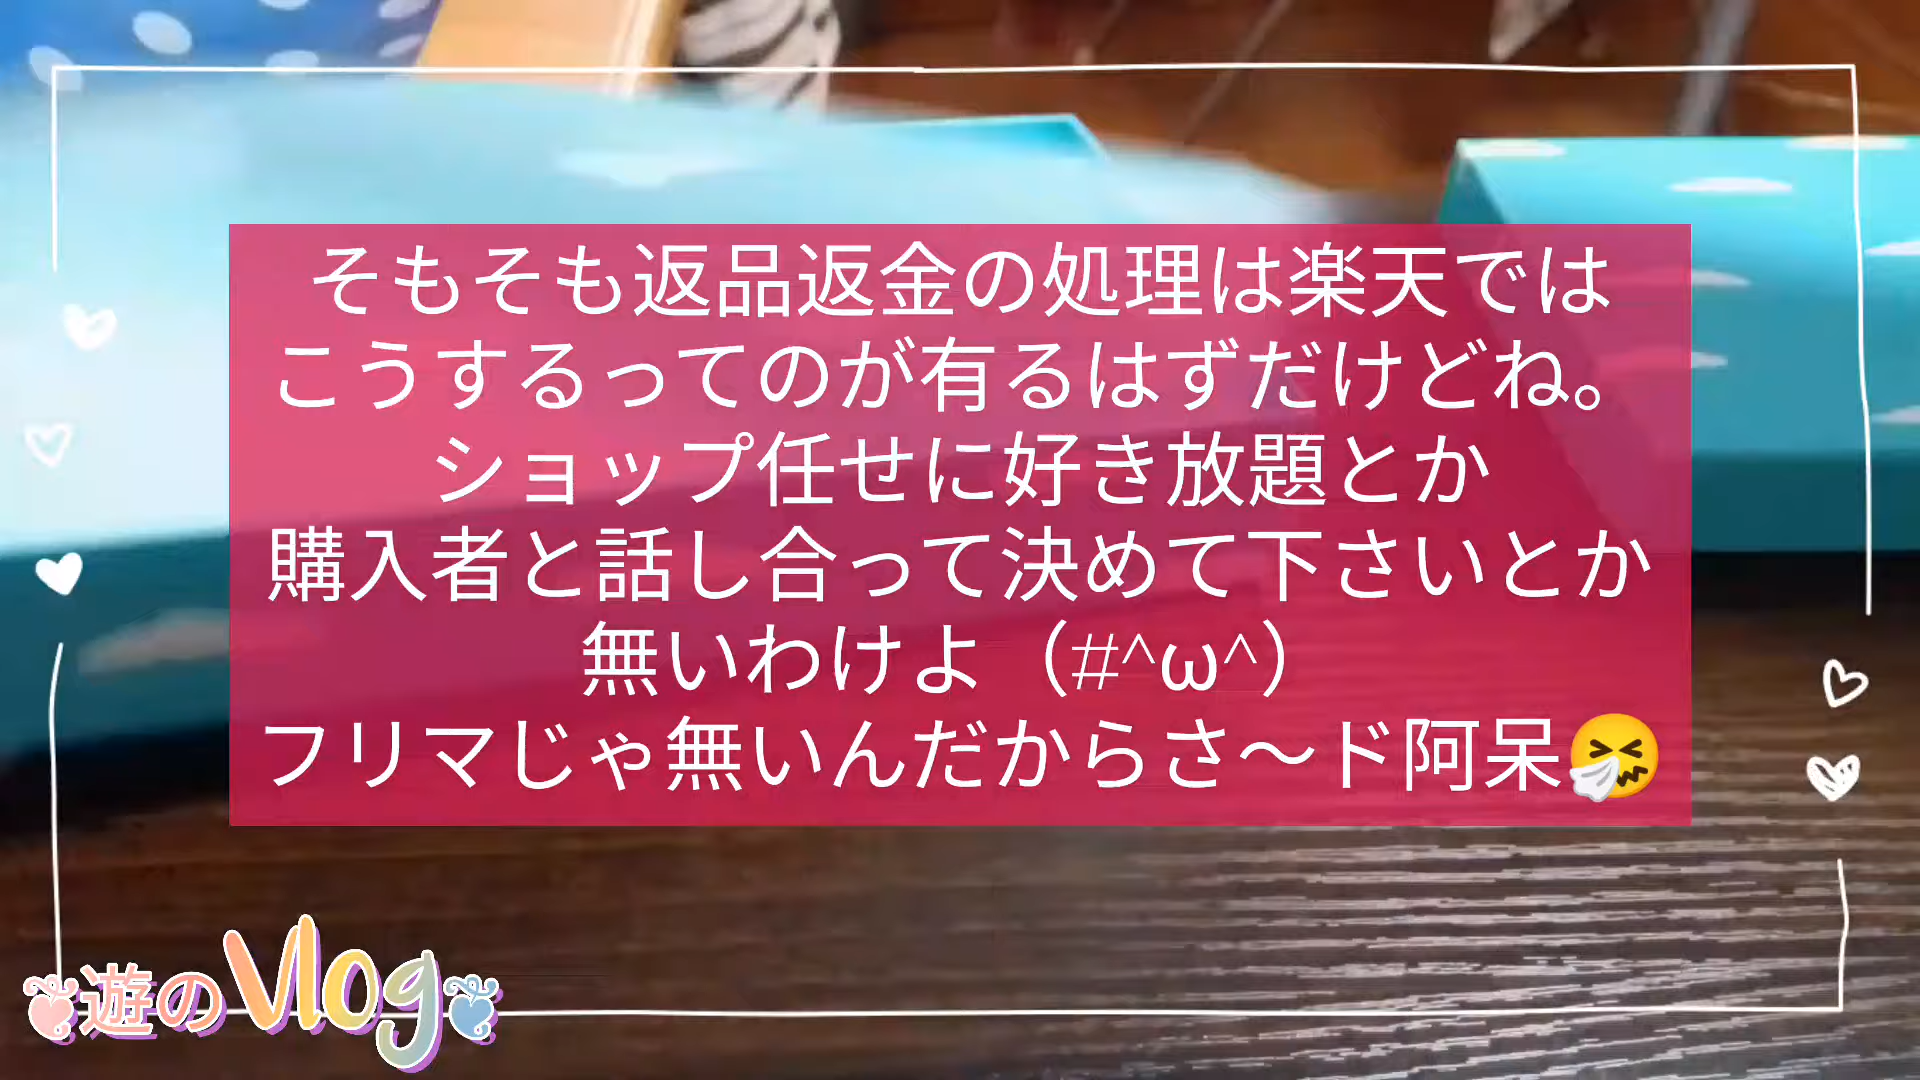 そもそも返品返金の処理は楽天では
こうするってのが有るはずだけどね。
ショップ任せに好き放題とか
購入者と話し合って決めて下さいとか
無いわけよ（#^ω^）
フリマじゃ無いんだからさ～ド阿呆🤧
遊のVlog